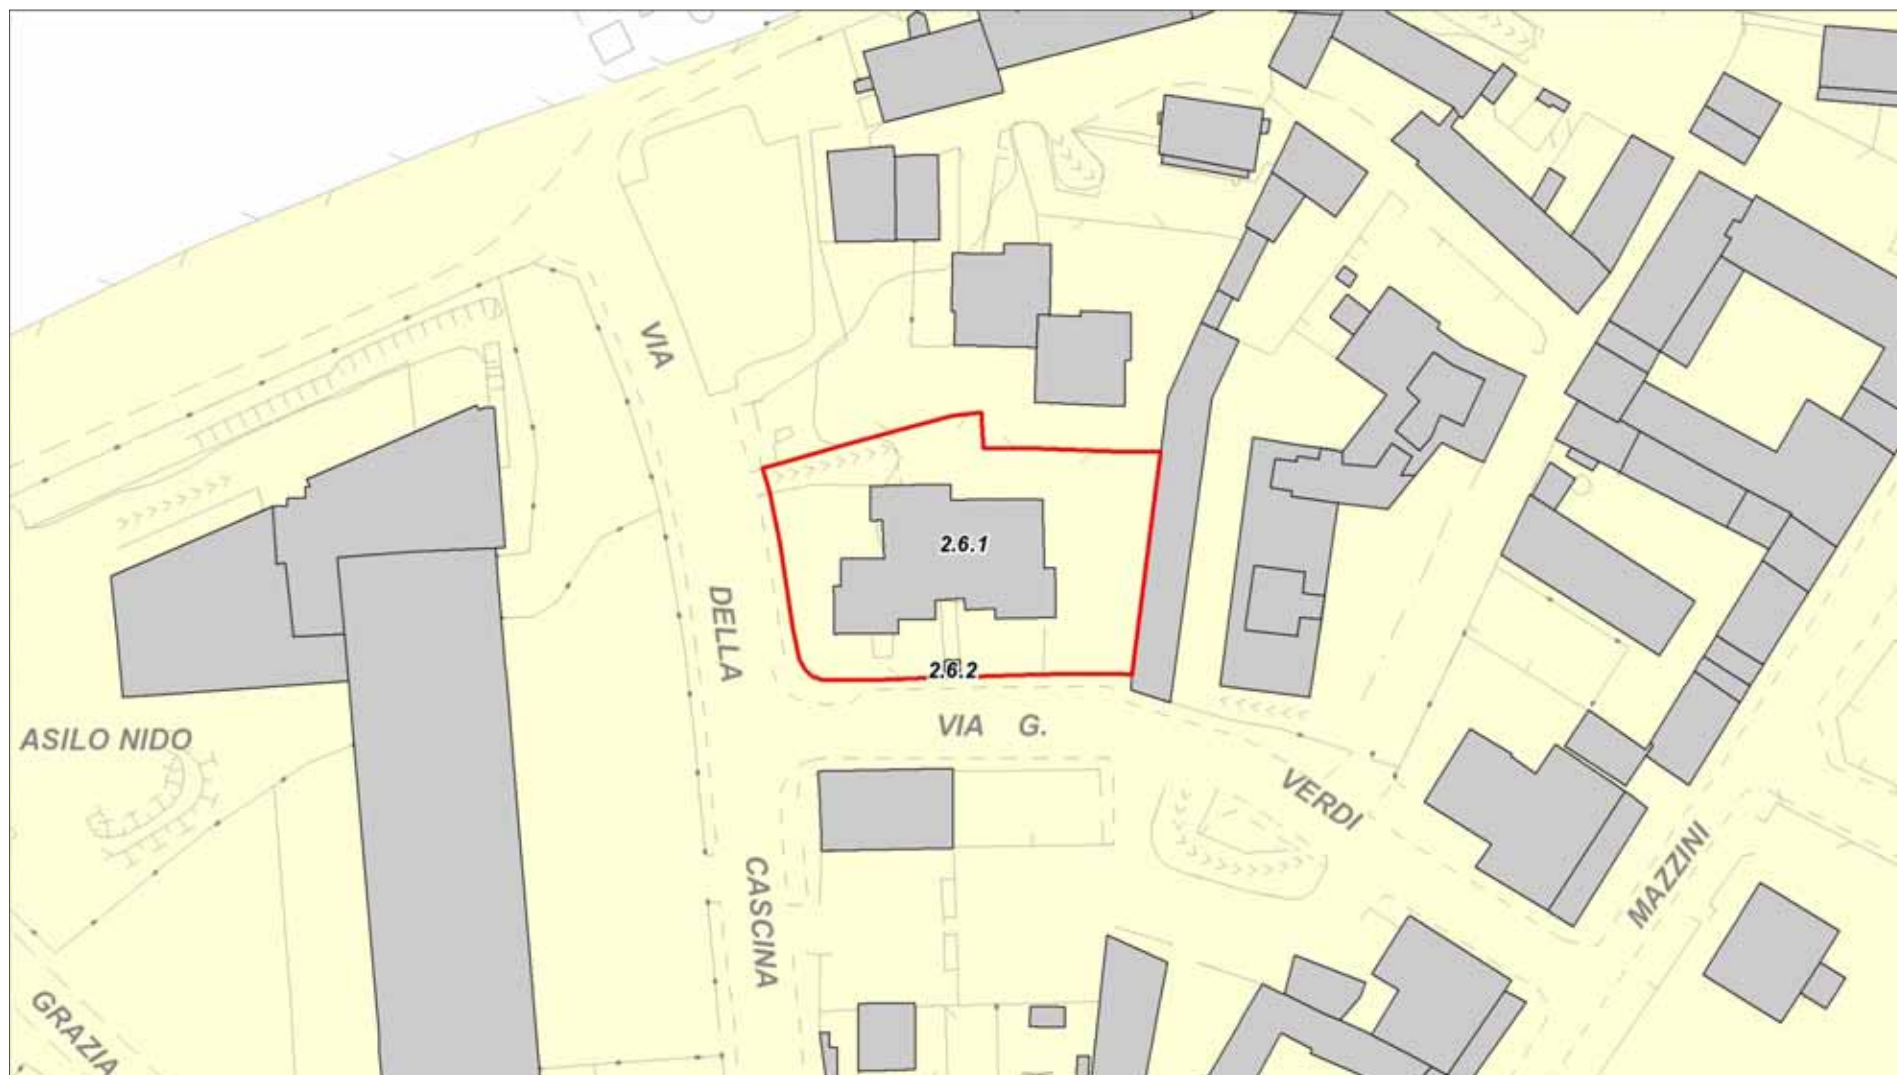 VIA
DELLA
CASCINA
2.6.1
2.6.2
VIA G.
VERDI
MAZZINI
ASILO NIDO
GRAZIA